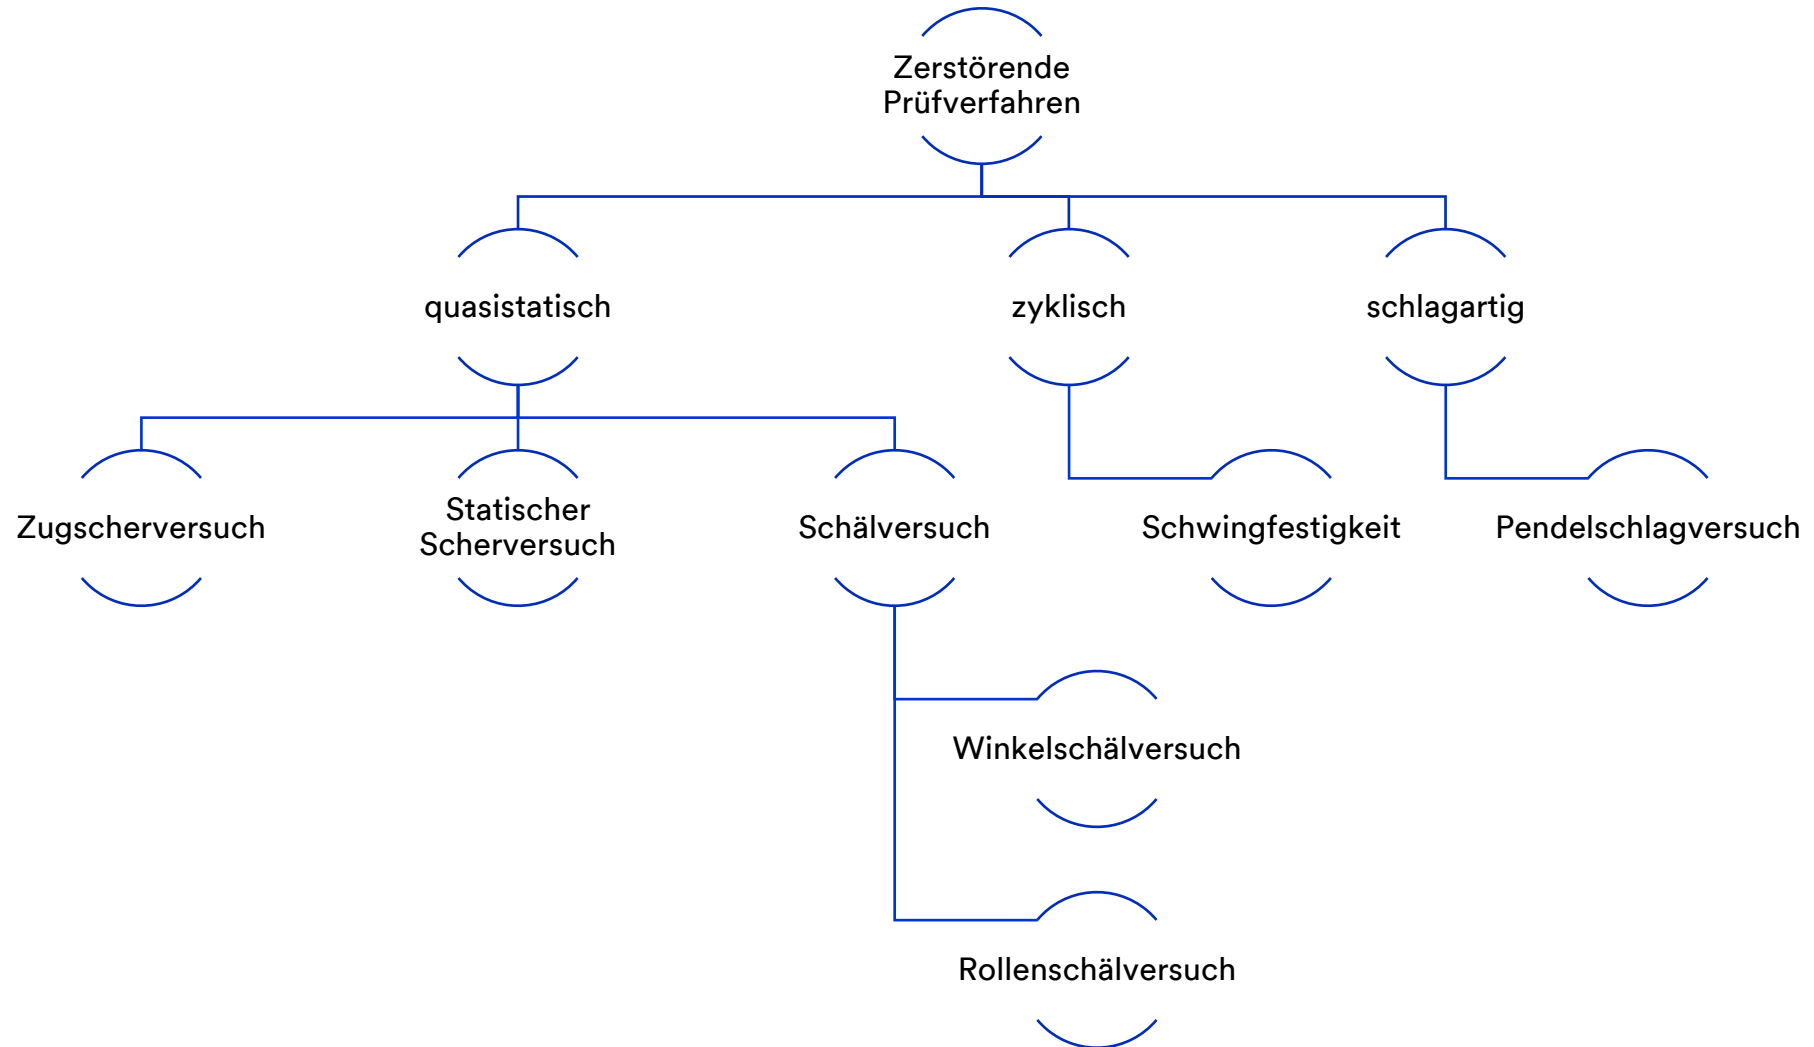 Zerstörende
Prüfverfahren
quasistatisch
zyklisch
schlagartig
Zugscherversuch
Statischer
Scherversuch
Schälversuch
Schwingfestigkeit
Pendelschlagversuch
Winkelschälversuch
Rollenschälversuch